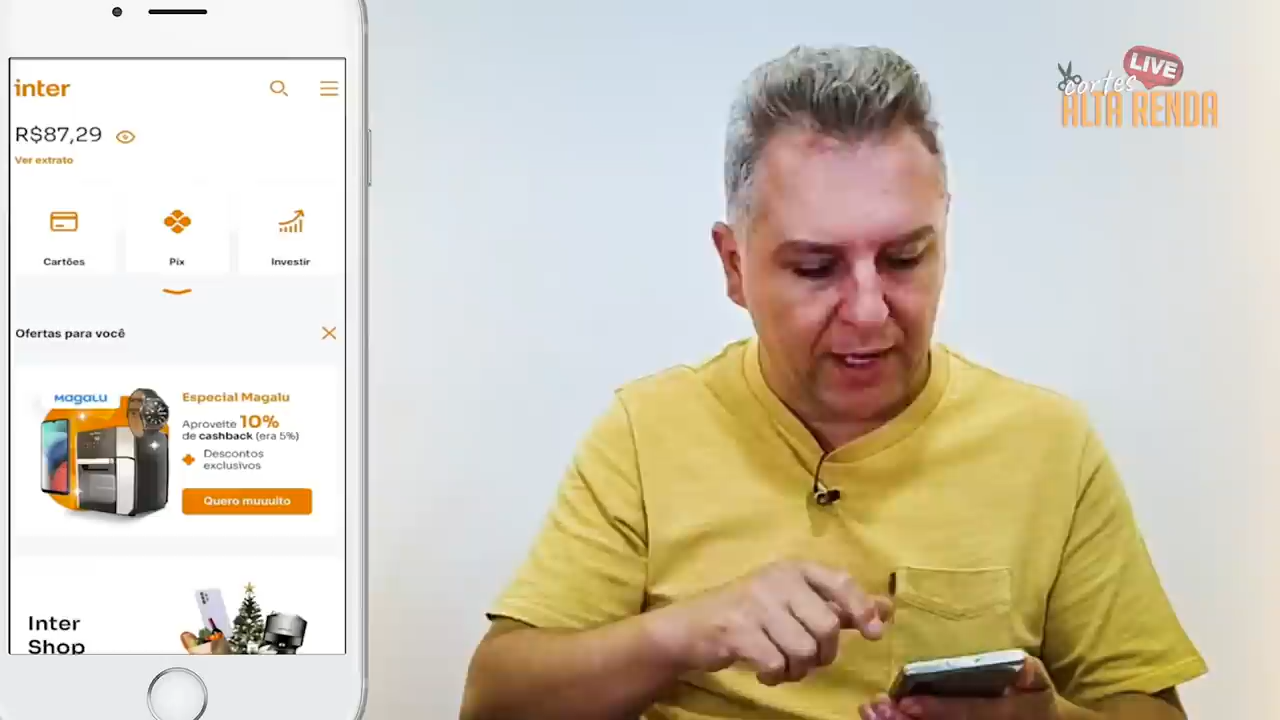 inter
R$87,29
Ver extrato
Cartões
Pix
Investir
Ofertas para você
Magalu
Especial Magalu
Aproveite 10%
de cashback (era 5%)
Descontos
exclusivos
Quero muuuito
Inter
Shop
LIVE
cortes
ALTA RENDA